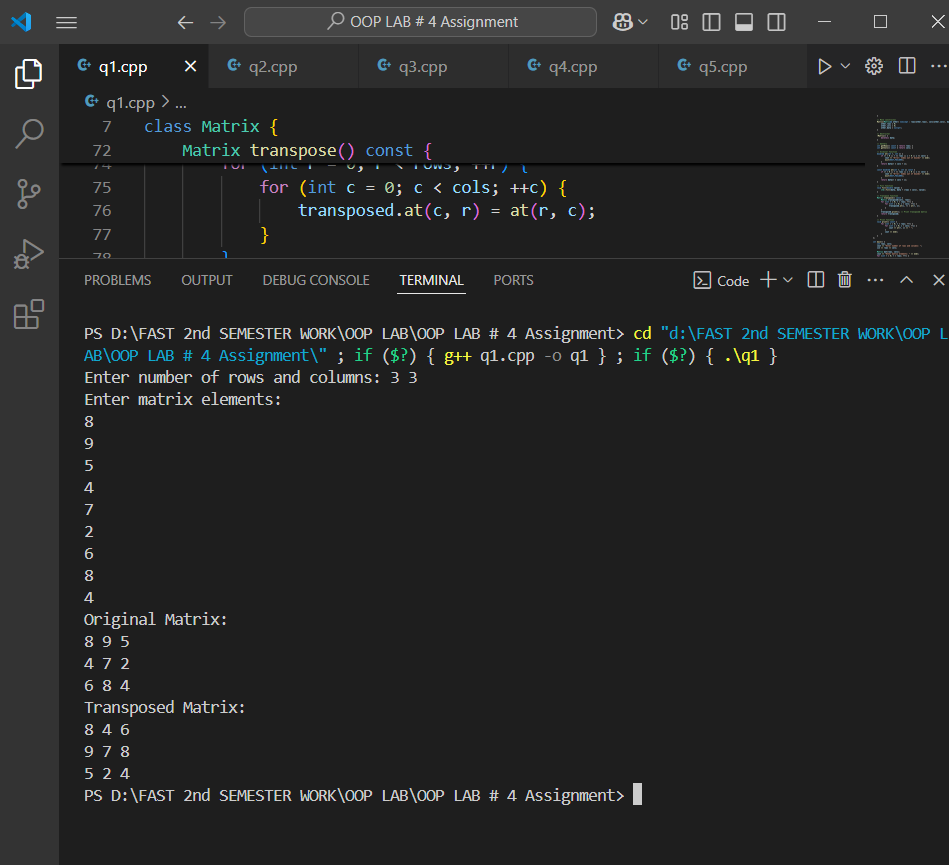 OOP LAB # 4 Assignment
q1.cpp q2.cpp q3.cpp q4.cpp q5.cpp
q1.cpp > ...
7 class Matrix {
72 Matrix transpose() const {
75 for (int c = 0; c < cols; ++c) {
76 transposed.at(c, r) = at(r, c);
77 }
PROBLEMS OUTPUT DEBUG CONSOLE TERMINAL PORTS
Code
PS D:\FAST 2nd SEMESTER WORK\OOP LAB\OOP LAB # 4 Assignment> cd "d:\FAST 2nd SEMESTER WORK\OOP L
AB\OOP LAB # 4 Assignment\" ; if ($?) { g++ q1.cpp -o q1 } ; if ($?) { .\q1 }
Enter number of rows and columns: 3 3
Enter matrix elements:
8
9
5
4
7
2
6
8
4
Original Matrix:
8 9 5
4 7 2
6 8 4
Transposed Matrix:
8 4 6
9 7 8
5 2 4
PS D:\FAST 2nd SEMESTER WORK\OOP LAB\OOP LAB # 4 Assignment>